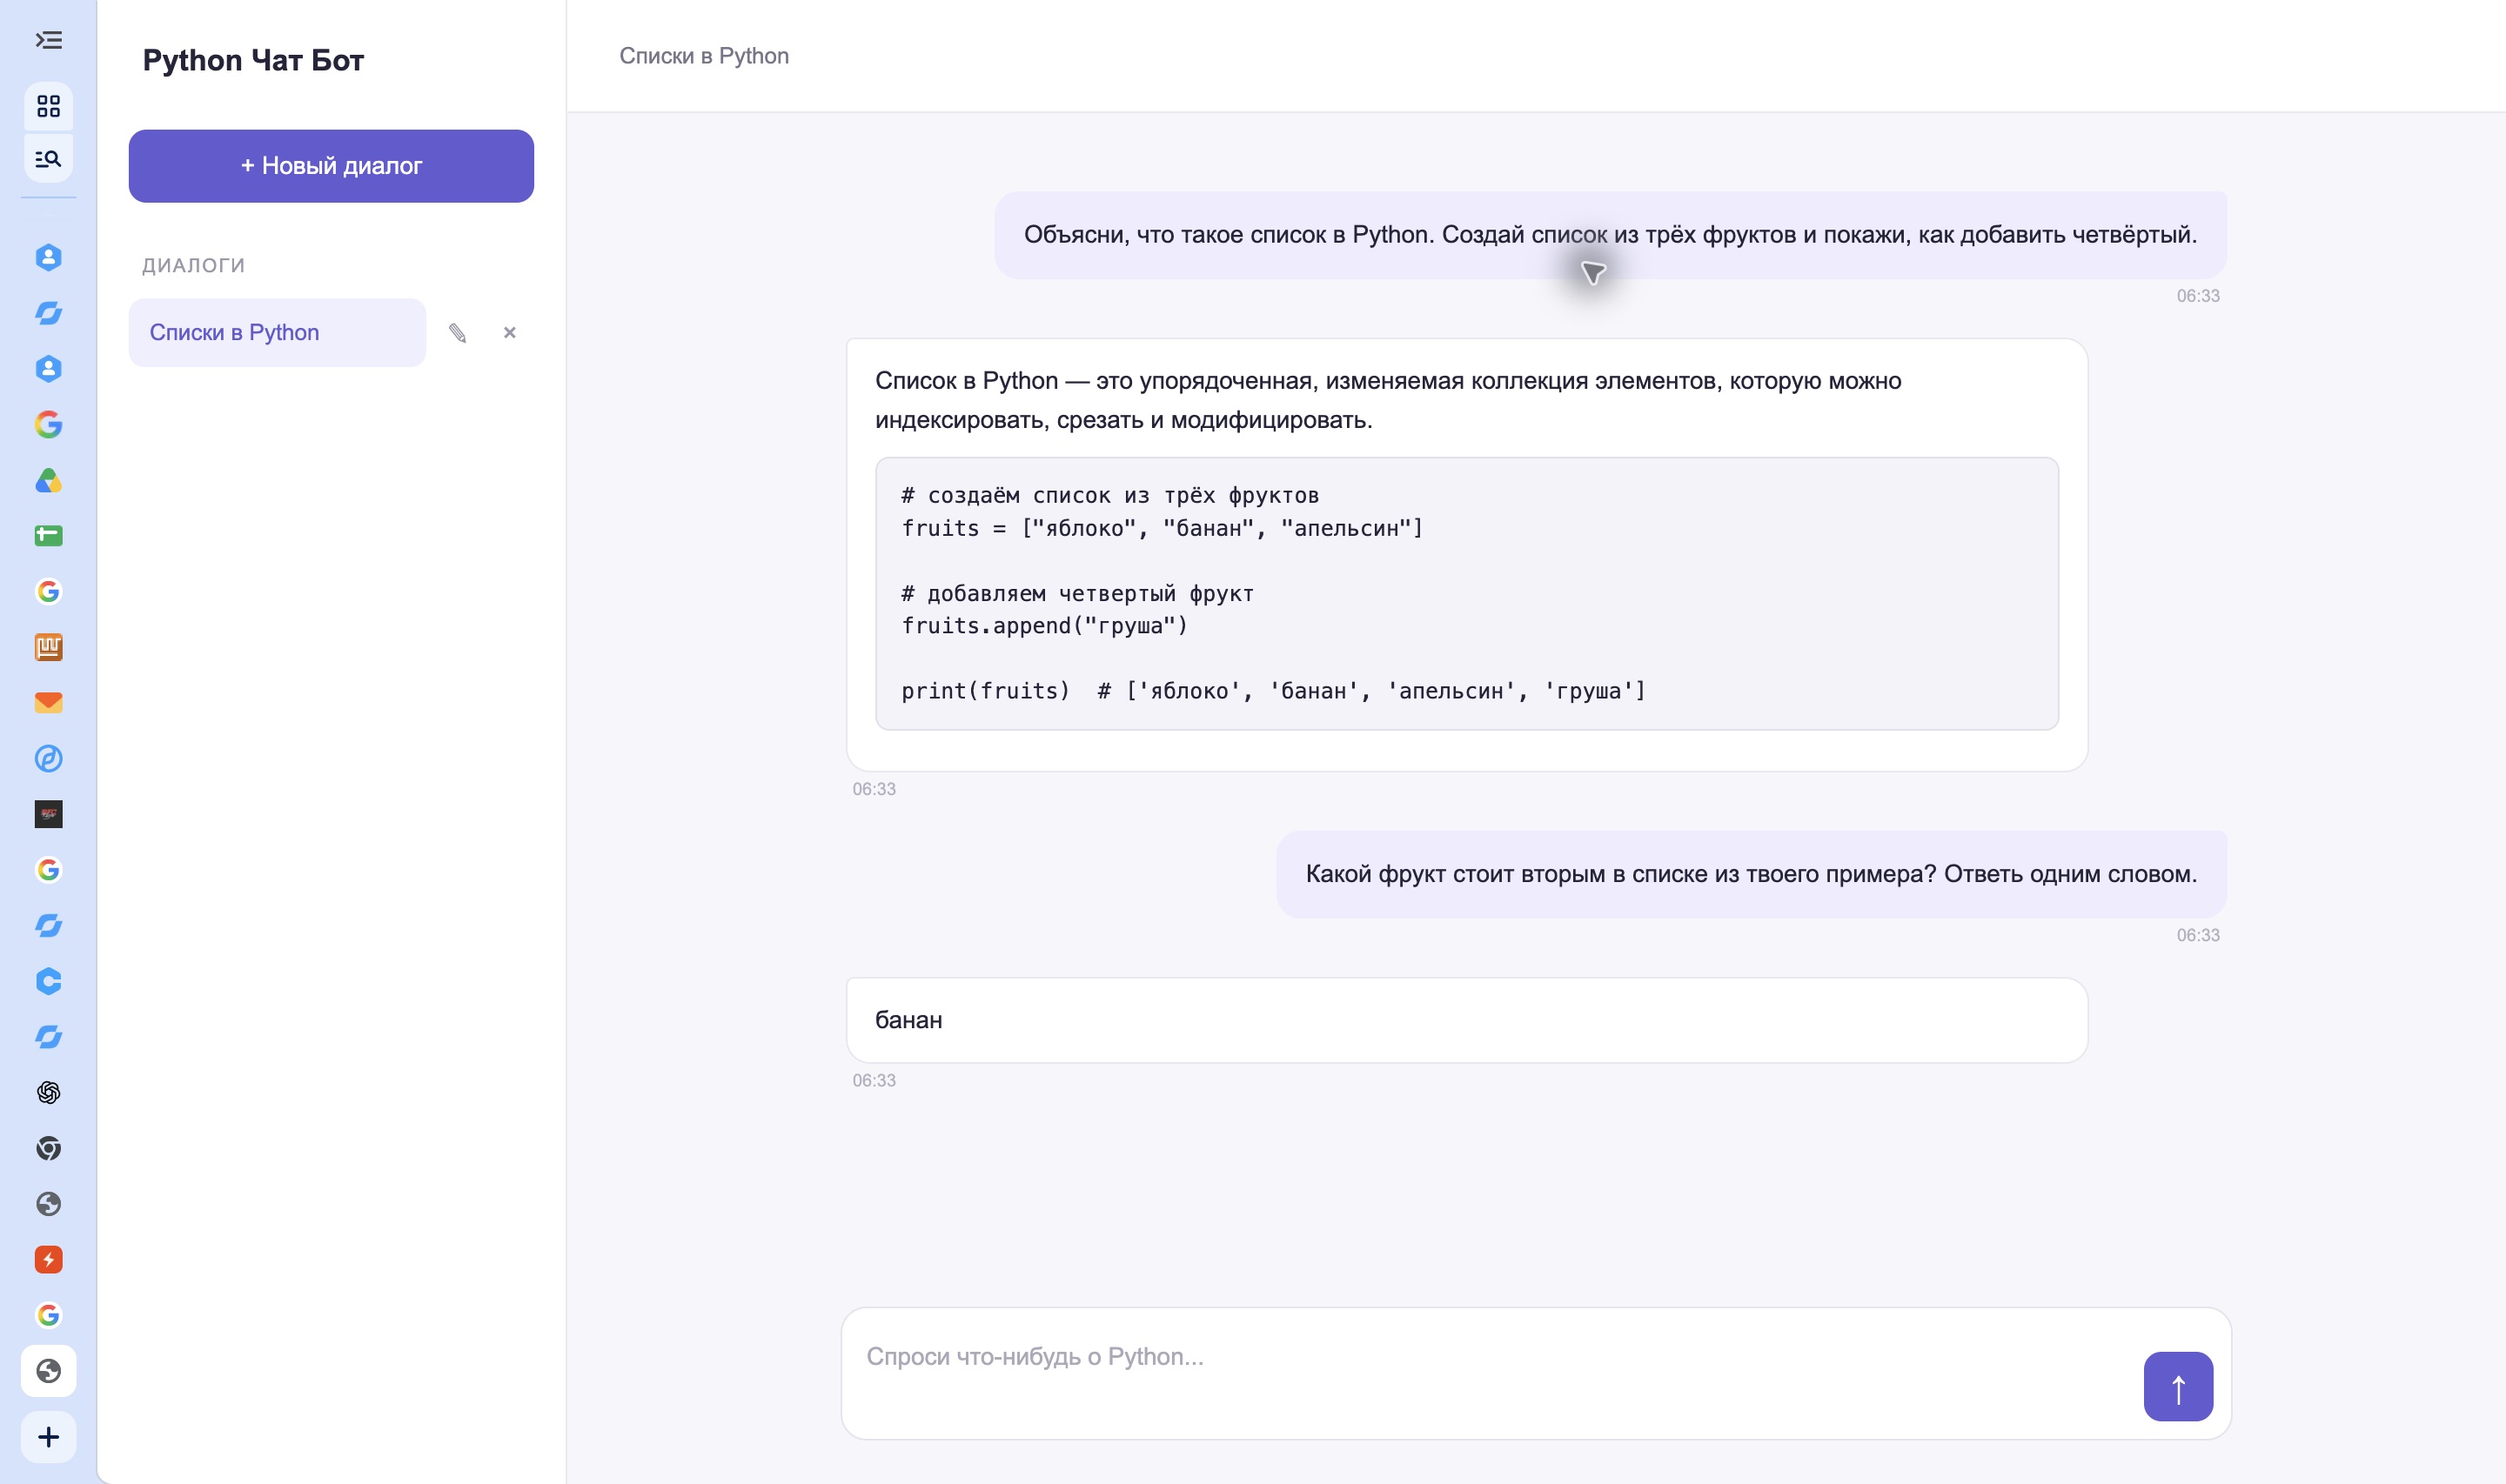 Python Чат Бот
+ Новый диалог
ДИАЛОГИ
Списки в Python
Списки в Python
Объясни, что такое список в Python. Создай список из трёх фруктов и покажи, как добавить четвёртый.
06:33
Список в Python — это упорядоченная, изменяемая коллекция элементов, которую можно
индексировать, срезать и модифицировать.
# создаём список из трёх фруктов
fruits = ["яблоко", "банан", "апельсин"]
# добавляем четвертый фрукт
fruits.append("груша")
print(fruits)  # ['яблоко', 'банан', 'апельсин', 'груша']
06:33
Какой фрукт стоит вторым в списке из твоего примера? Ответь одним словом.
06:33
банан
06:33
Спроси что-нибудь о Python...